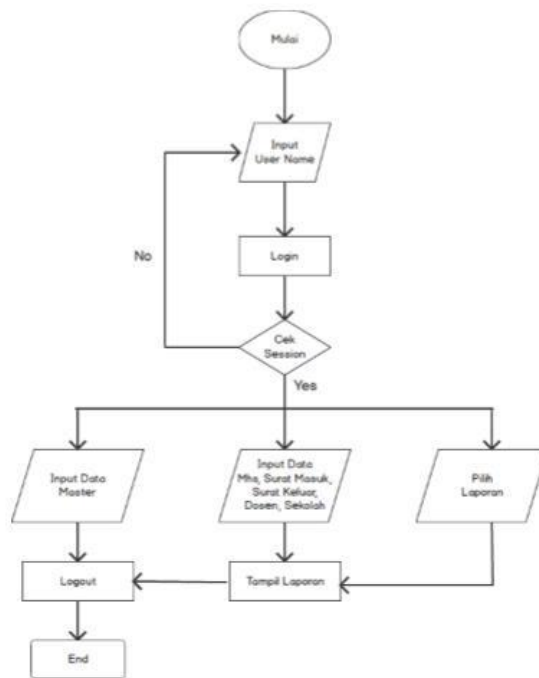 Mulai
Input
User Name
No
Login
Cek
Session
Yes
Input Data
Master
Input Data
Mhs, Surat Masuk,
Surat Keluar,
Dosen, Sekolah
Pilih
Laporan
Logout
Tampil Laporan
End